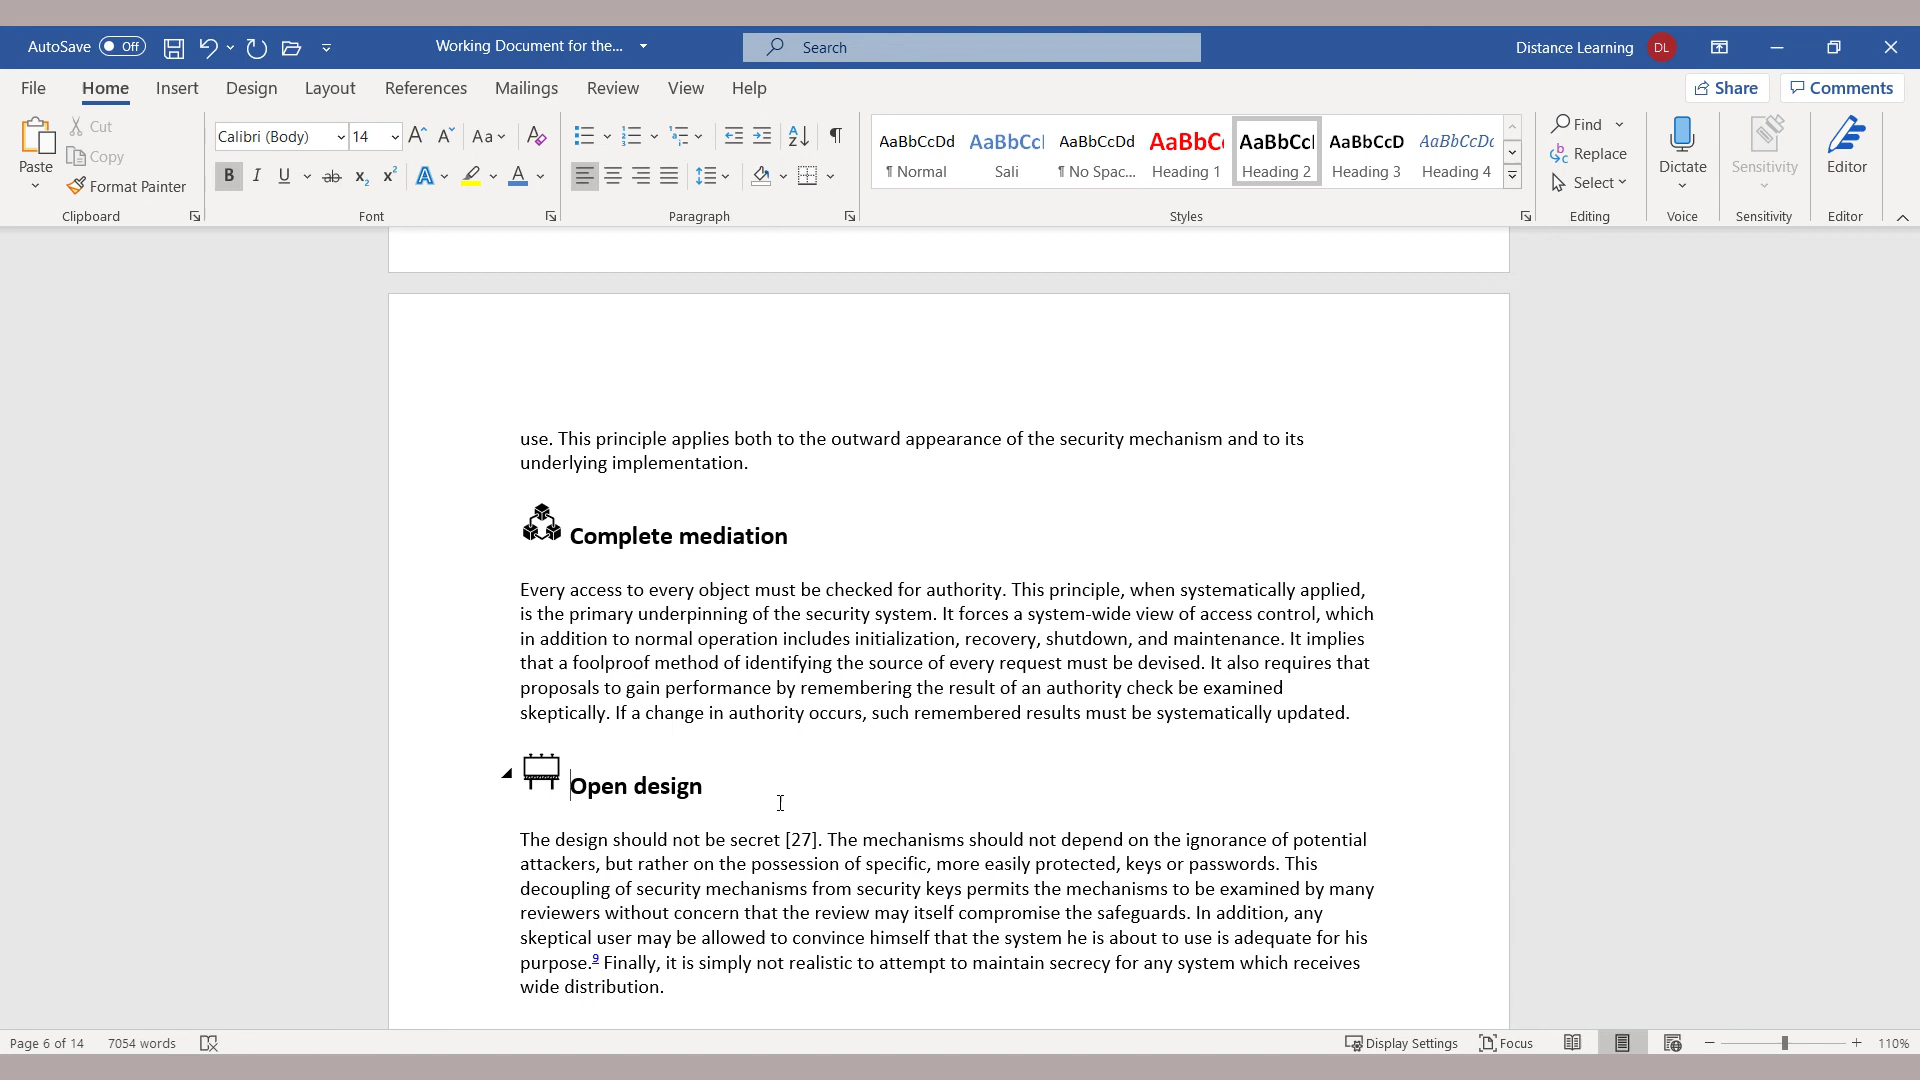 AutoSave Off Working Document for the... Search Distance Learning DL
File Home Insert Design Layout References Mailings Review View Help Share Comments
Paste Cut Copy Format Painter Clipboard
Calibri (Body) 14 Aa
B I U ab x₂ x² A A
Font
Paragraph
AaBbCcDd AaBbCcI AaBbCcDd AaBbC AaBbCcI AaBbCcD AaBbCcDc
¶ Normal Sali ¶ No Spac... Heading 1 Heading 2 Heading 3 Heading 4
Styles
Find Replace Select Editing
Dictate Voice
Sensitivity Sensitivity
Editor Editor
use. This principle applies both to the outward appearance of the security mechanism and to its
underlying implementation.
Complete mediation
Every access to every object must be checked for authority. This principle, when systematically applied,
is the primary underpinning of the security system. It forces a system-wide view of access control, which
in addition to normal operation includes initialization, recovery, shutdown, and maintenance. It implies
that a foolproof method of identifying the source of every request must be devised. It also requires that
proposals to gain performance by remembering the result of an authority check be examined
skeptically. If a change in authority occurs, such remembered results must be systematically updated.
Open design
The design should not be secret [27]. The mechanisms should not depend on the ignorance of potential
attackers, but rather on the possession of specific, more easily protected, keys or passwords. This
decoupling of security mechanisms from security keys permits the mechanisms to be examined by many
reviewers without concern that the review may itself compromise the safeguards. In addition, any
skeptical user may be allowed to convince himself that the system he is about to use is adequate for his
purpose.9 Finally, it is simply not realistic to attempt to maintain secrecy for any system which receives
wide distribution.
Page 6 of 14 7054 words Display Settings Focus 110%